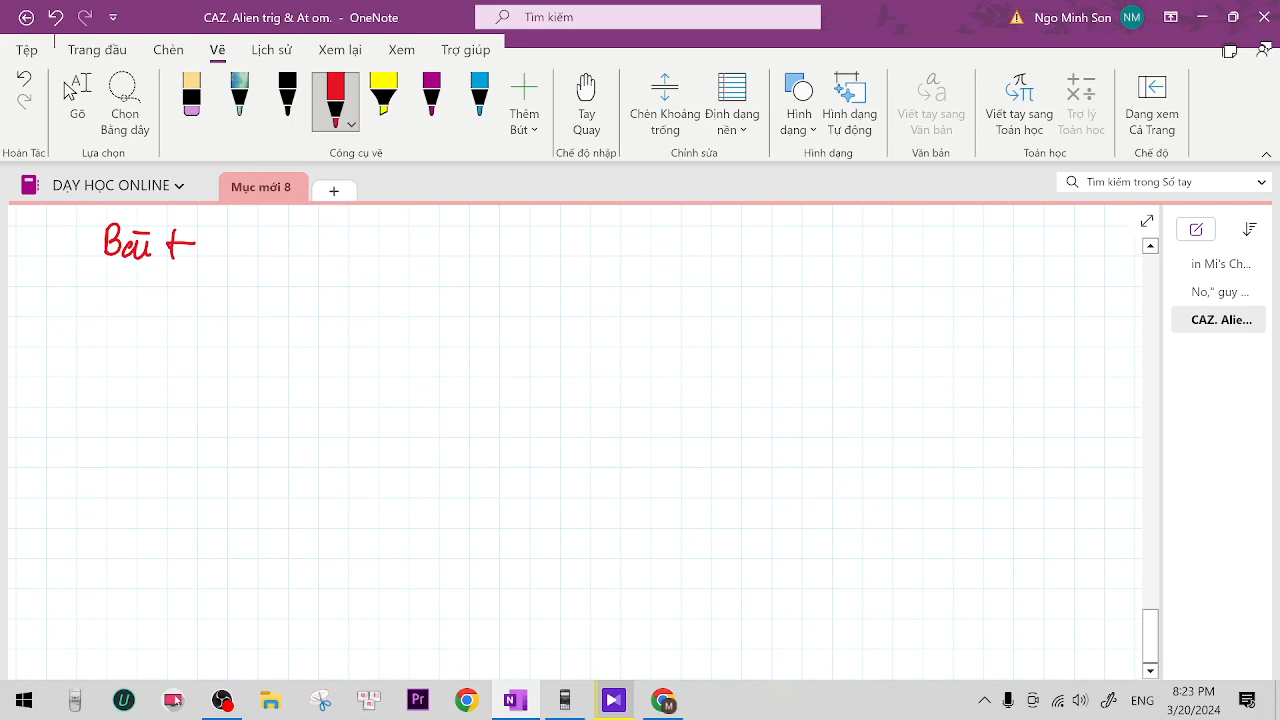 CAZ. Alien g & At om. - OneNote
Tìm kiếm
Ngo Minh Son
NM
Tệp
Trang đầu
Chèn
Vẽ
Lịch sử
Xem lại
Xem
Trợ giúp
Gõ
Chọn
Bằng dây
Thêm
Bút
Tay
Quay
Chèn Khoảng
trống
Định dạng
nền
Hình
dạng
Hình dạng
Tự động
Viết tay sang
Văn bản
Viết tay sang
Toán học
Trợ lý
Toán học
Dạng xem
Cả Trang
Hoàn Tác
Lựa chọn
Công cụ vẽ
Chế độ nhập
Chỉnh sửa
Hình dạng
Văn bản
Toán học
Chế độ
DẠY HỌC ONLINE
Mục mới 8
+
Tìm kiếm trong Sổ tay
in Mi's Ch...
No," guy ...
CAZ. Alie...
ENG
8:23 PM
3/20/2024